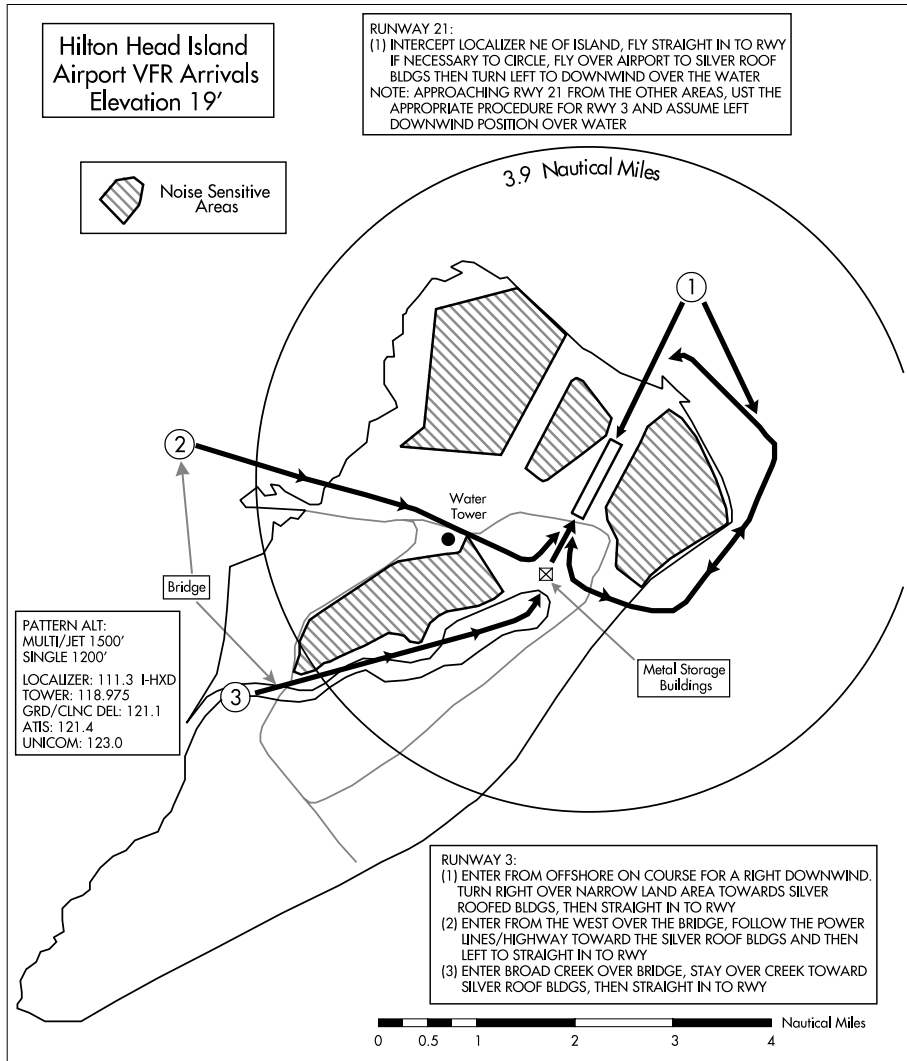 Hilton Head Island
Airport VFR Arrivals
Elevation 19'
RUNWAY 21:
(1) INTERCEPT LOCALIZER NE OF ISLAND, FLY STRAIGHT IN TO RWY
IF NECESSARY TO CIRCLE, FLY OVER AIRPORT TO SILVER ROOF
BLDGS THEN TURN LEFT TO DOWNWIND OVER THE WATER
NOTE: APPROACHING RWY 21 FROM THE OTHER AREAS, UST THE
APPROPRIATE PROCEDURE FOR RWY 3 AND ASSUME LEFT
DOWNWIND POSITION OVER WATER
Noise Sensitive
Areas
3.9 Nautical Miles
1
2
Water
Tower
Bridge
PATTERN ALT:
MULTI/JET 1500'
SINGLE 1200'
LOCALIZER: 111.3 I-HXD
TOWER: 118.975
GRD/CLNC DEL: 121.1
ATIS: 121.4
UNICOM: 123.0
3
Metal Storage
Buildings
RUNWAY 3:
(1) ENTER FROM OFFSHORE ON COURSE FOR A RIGHT DOWNWIND.
TURN RIGHT OVER NARROW LAND AREA TOWARDS SILVER
ROOFED BLDGS, THEN STRAIGHT IN TO RWY
(2) ENTER FROM THE WEST OVER THE BRIDGE, FOLLOW THE POWER
LINES/HIGHWAY TOWARD THE SILVER ROOF BLDGS AND THEN
LEFT TO STRAIGHT IN TO RWY
(3) ENTER BROAD CREEK OVER BRIDGE, STAY OVER CREEK TOWARD
SILVER ROOF BLDGS, THEN STRAIGHT IN TO RWY
Nautical Miles
0 0.5 1 2 3 4